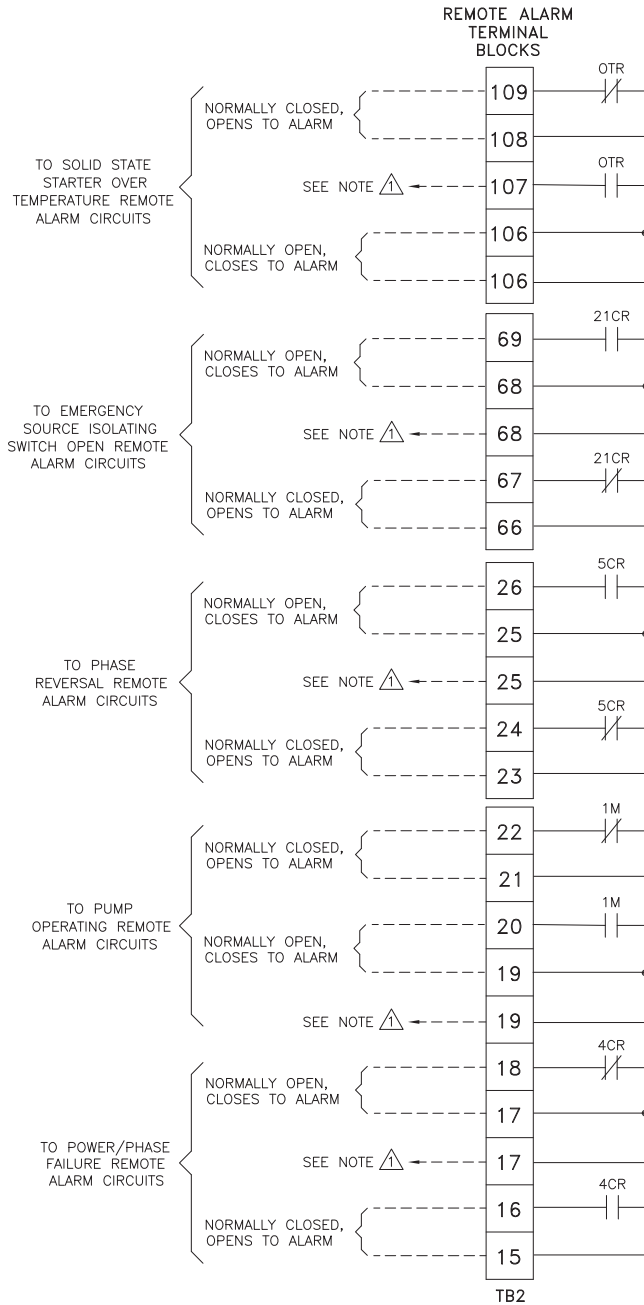 REMOTE ALARM
TERMINAL
BLOCKS
TO SOLID STATE
STARTER OVER
TEMPERATURE REMOTE
ALARM CIRCUITS
NORMALLY CLOSED,
OPENS TO ALARM
109
OTR
108
SEE NOTE 1
107
OTR
NORMALLY OPEN,
CLOSES TO ALARM
106
106
TO EMERGENCY
SOURCE ISOLATING
SWITCH OPEN REMOTE
ALARM CIRCUITS
NORMALLY OPEN,
CLOSES TO ALARM
69
21CR
68
SEE NOTE 1
68
NORMALLY CLOSED,
OPENS TO ALARM
67
21CR
66
TO PHASE
REVERSAL REMOTE
ALARM CIRCUITS
NORMALLY OPEN,
CLOSES TO ALARM
26
5CR
25
SEE NOTE 1
25
NORMALLY CLOSED,
OPENS TO ALARM
24
5CR
23
TO PUMP
OPERATING REMOTE
ALARM CIRCUITS
NORMALLY CLOSED,
OPENS TO ALARM
22
1M
21
NORMALLY OPEN,
CLOSES TO ALARM
20
1M
19
SEE NOTE 1
19
TO POWER/PHASE
FAILURE REMOTE
ALARM CIRCUITS
NORMALLY OPEN,
CLOSES TO ALARM
18
4CR
17
SEE NOTE 1
17
NORMALLY CLOSED,
OPENS TO ALARM
16
4CR
15
TB2